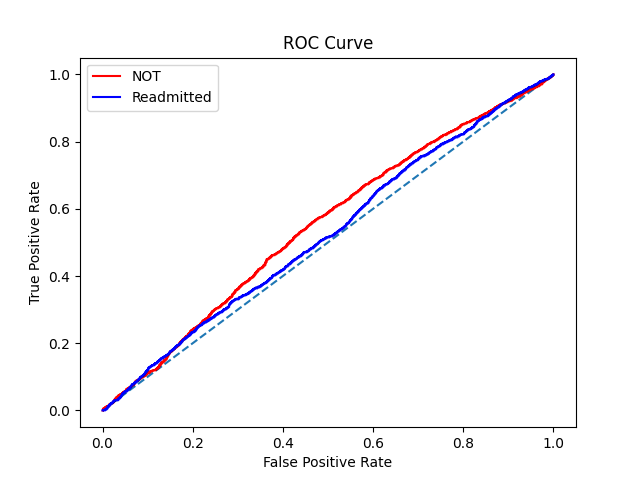 ROC Curve
NOT
Readmitted
True Positive Rate
1.0
0.8
0.6
0.4
0.2
0.0
0.0 0.2 0.4 0.6 0.8 1.0
False Positive Rate